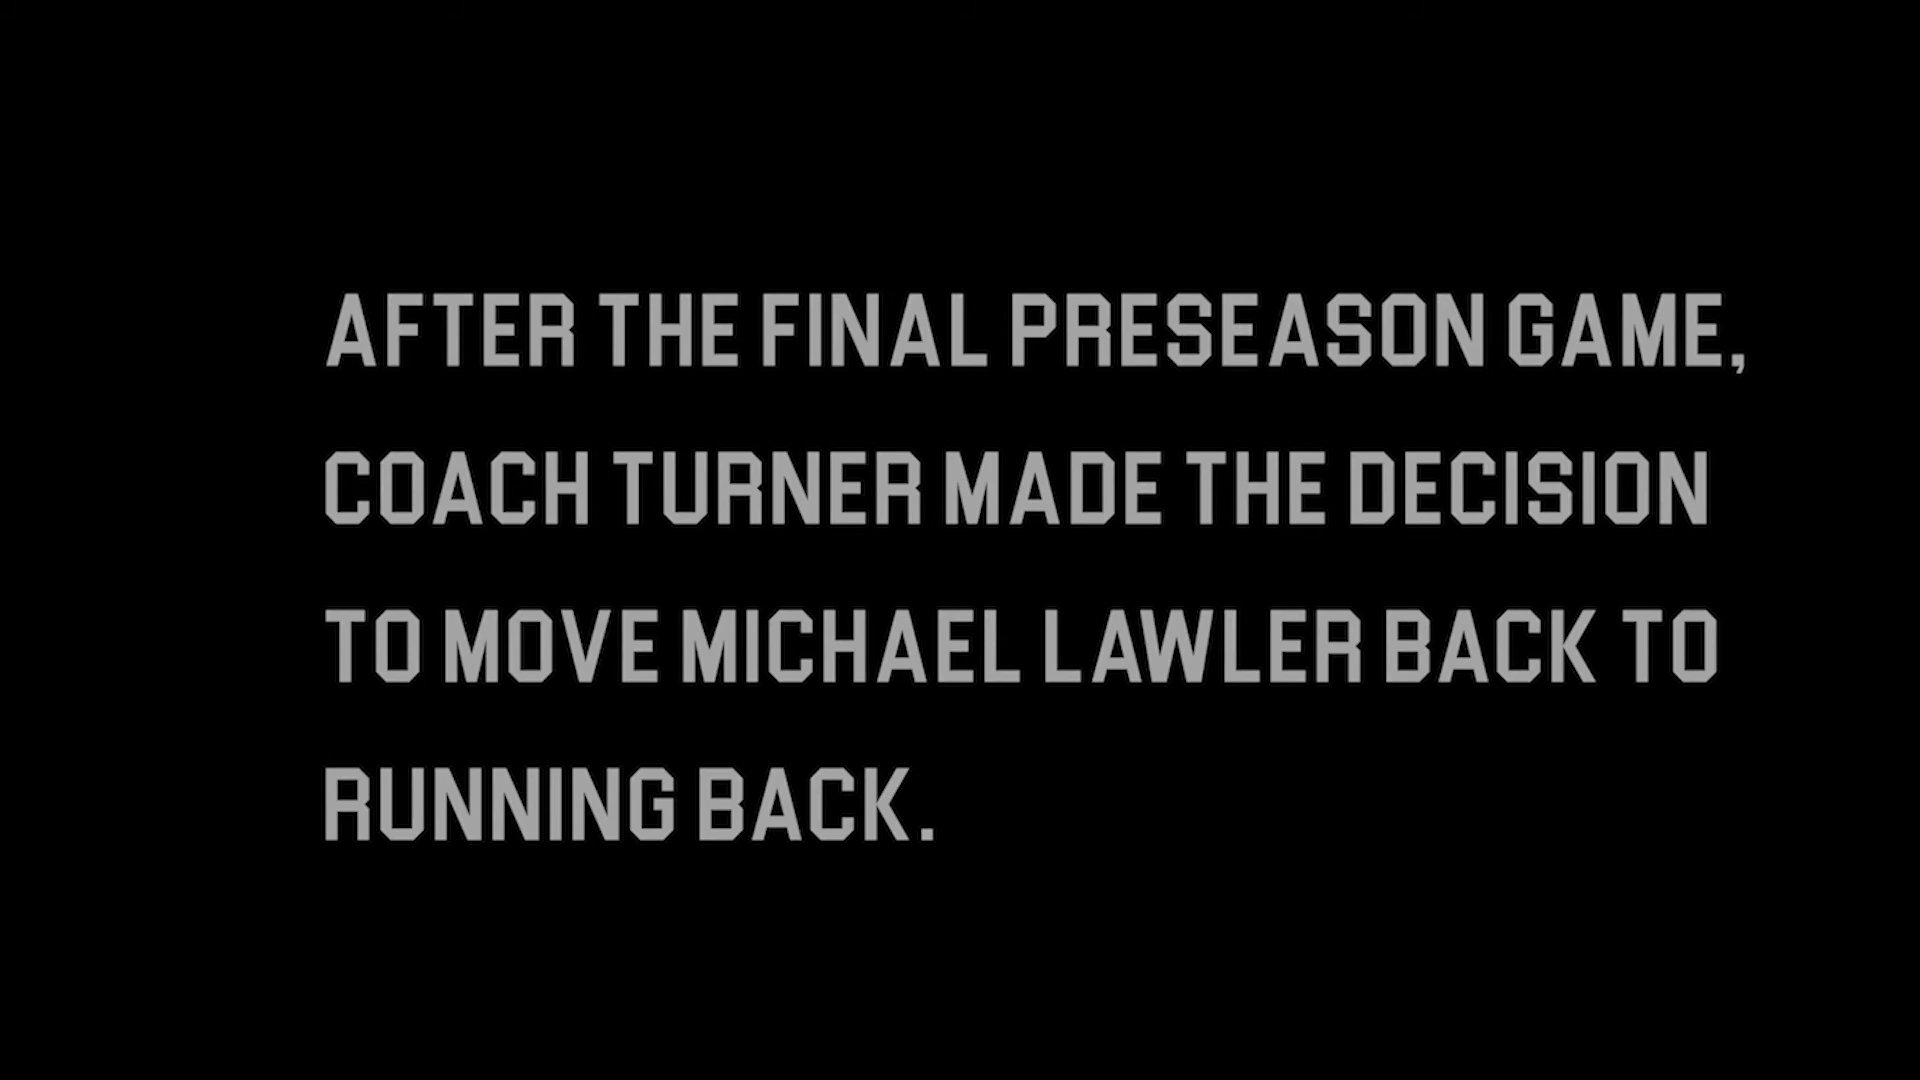 AFTER THE FINAL PRESEASON GAME,
COACH TURNER MADE THE DECISION
TO MOVE MICHAEL LAWLER BACK TO
RUNNING BACK.